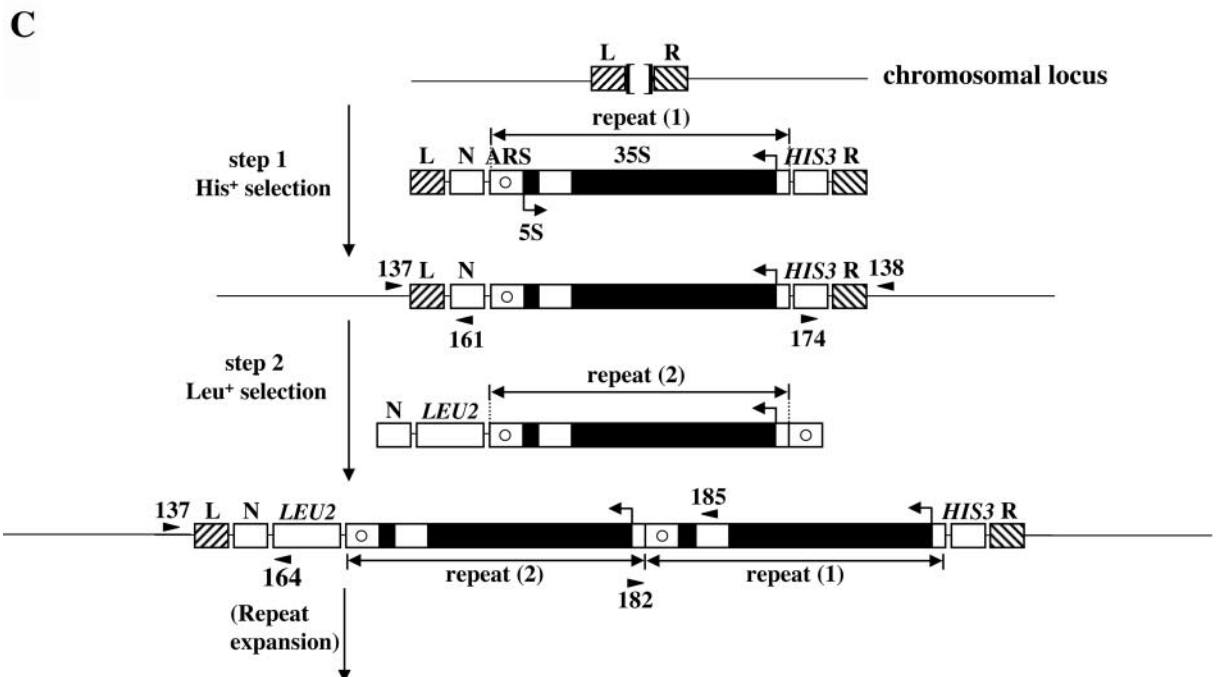 C
L R
chromosomal locus
repeat (1)
step 1
His⁺ selection
L N ARS 35S HIS3 R
5S
137 L N HIS3 R 138
161 174
step 2
Leu⁺ selection
repeat (2)
N LEU2
137 L N LEU2 185 HIS3 R
164 repeat (2) 182 repeat (1)
(Repeat
expansion)